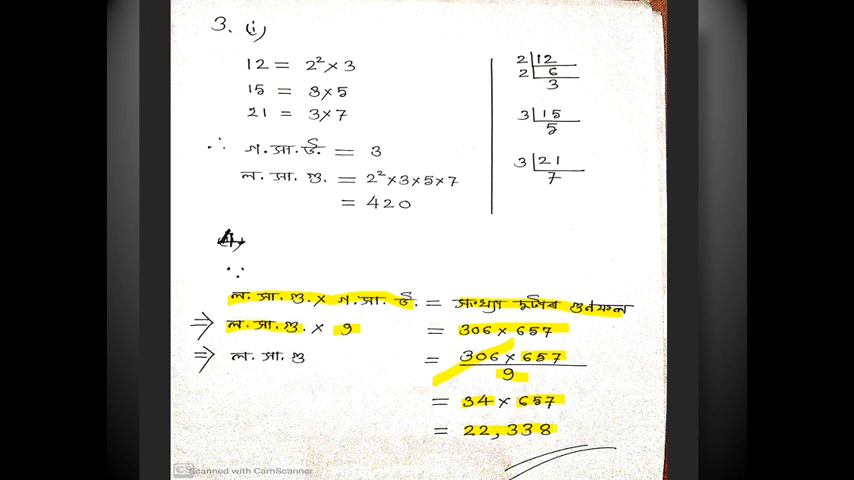 3. (i)
12 = 2² × 3
15 = 3 × 5
21 = 3 × 7
∴ গ. সা. উ. = 3
ল. সা. গু. = 2² × 3 × 5 × 7
= 420
2 | 12
2 | 6
3
3 | 15
5
3 | 21
7
∵
ল. সা. গু. × গ. সা. উ = সংখ্যা দুটাৰ গুণফল
⇒ ল. সা. গু. × 9 = 306 × 657
⇒ ল. সা. গু = 306 × 657
9
= 34 × 657
= 22,338
CS Scanned with CamScanner